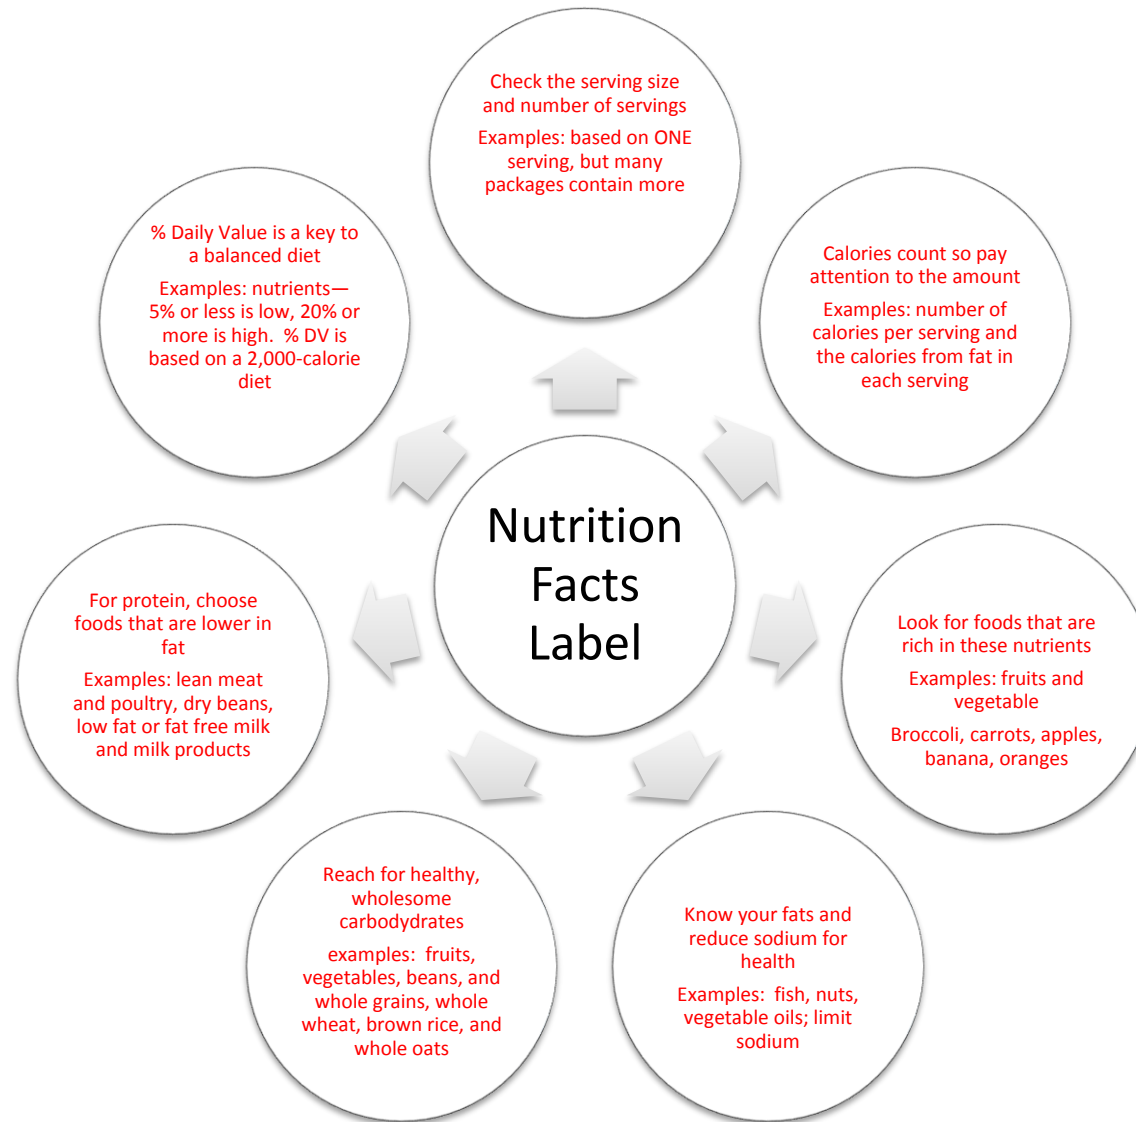 Check the serving size
and number of servings
Examples: based on ONE
serving, but many
packages contain more
Calories count so pay
attention to the amount
Examples: number of
calories per serving and
the calories from fat in
each serving
Look for foods that are
rich in these nutrients
Examples: fruits and
vegetable
Broccoli, carrots, apples,
banana, oranges
Know your fats and
reduce sodium for
health
Examples:  fish, nuts,
vegetable oils; limit
sodium
Reach for healthy,
wholesome
carbodydrates
examples:  fruits,
vegetables, beans, and
whole grains, whole
wheat, brown rice, and
whole oats
For protein, choose
foods that are lower in
fat
Examples: lean meat
and poultry, dry beans,
low fat or fat free milk
and milk products
% Daily Value is a key to
a balanced diet
Examples: nutrients—
5% or less is low, 20% or
more is high.  % DV is
based on a 2,000-calorie
diet
Nutrition
Facts
Label